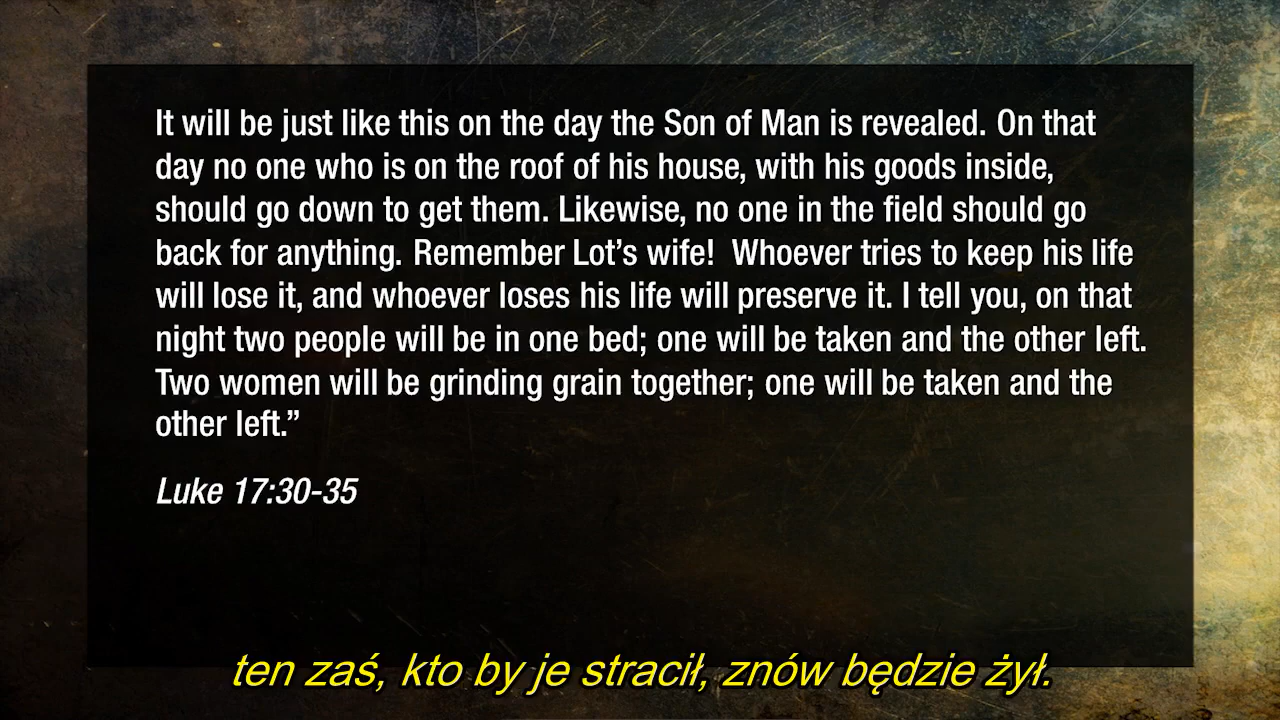 It will be just like this on the day the Son of Man is revealed. On that
day no one who is on the roof of his house, with his goods inside,
should go down to get them. Likewise, no one in the field should go
back for anything. Remember Lot’s wife!  Whoever tries to keep his life
will lose it, and whoever loses his life will preserve it. I tell you, on that
night two people will be in one bed; one will be taken and the other left.
Two women will be grinding grain together; one will be taken and the
other left.”
Luke 17:30-35
ten zaś, kto by je stracił, znów będzie żył.